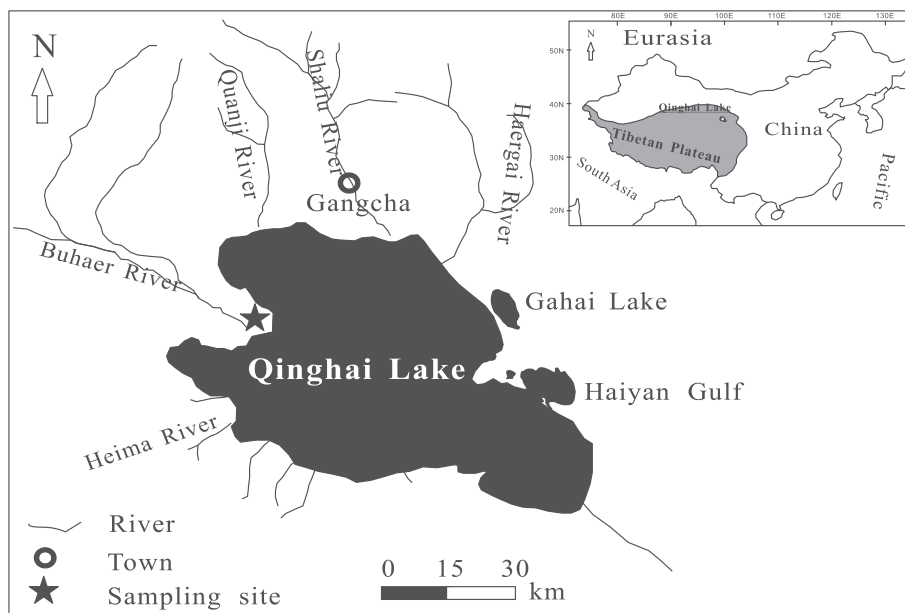 N
Quanji River
Shaliu River
Haergai River
Gangcha
Buhaer River
Gahai Lake
Qinghai Lake
Haiyan Gulf
Heima River
River
Town
Sampling site
0 15 30
km
80E 90E 100E 110E 120E 130E
50N
40N
30N
20N
N
Eurasia
Qinghai Lake
China
Tibetan Plateau
South Asia
Pacific